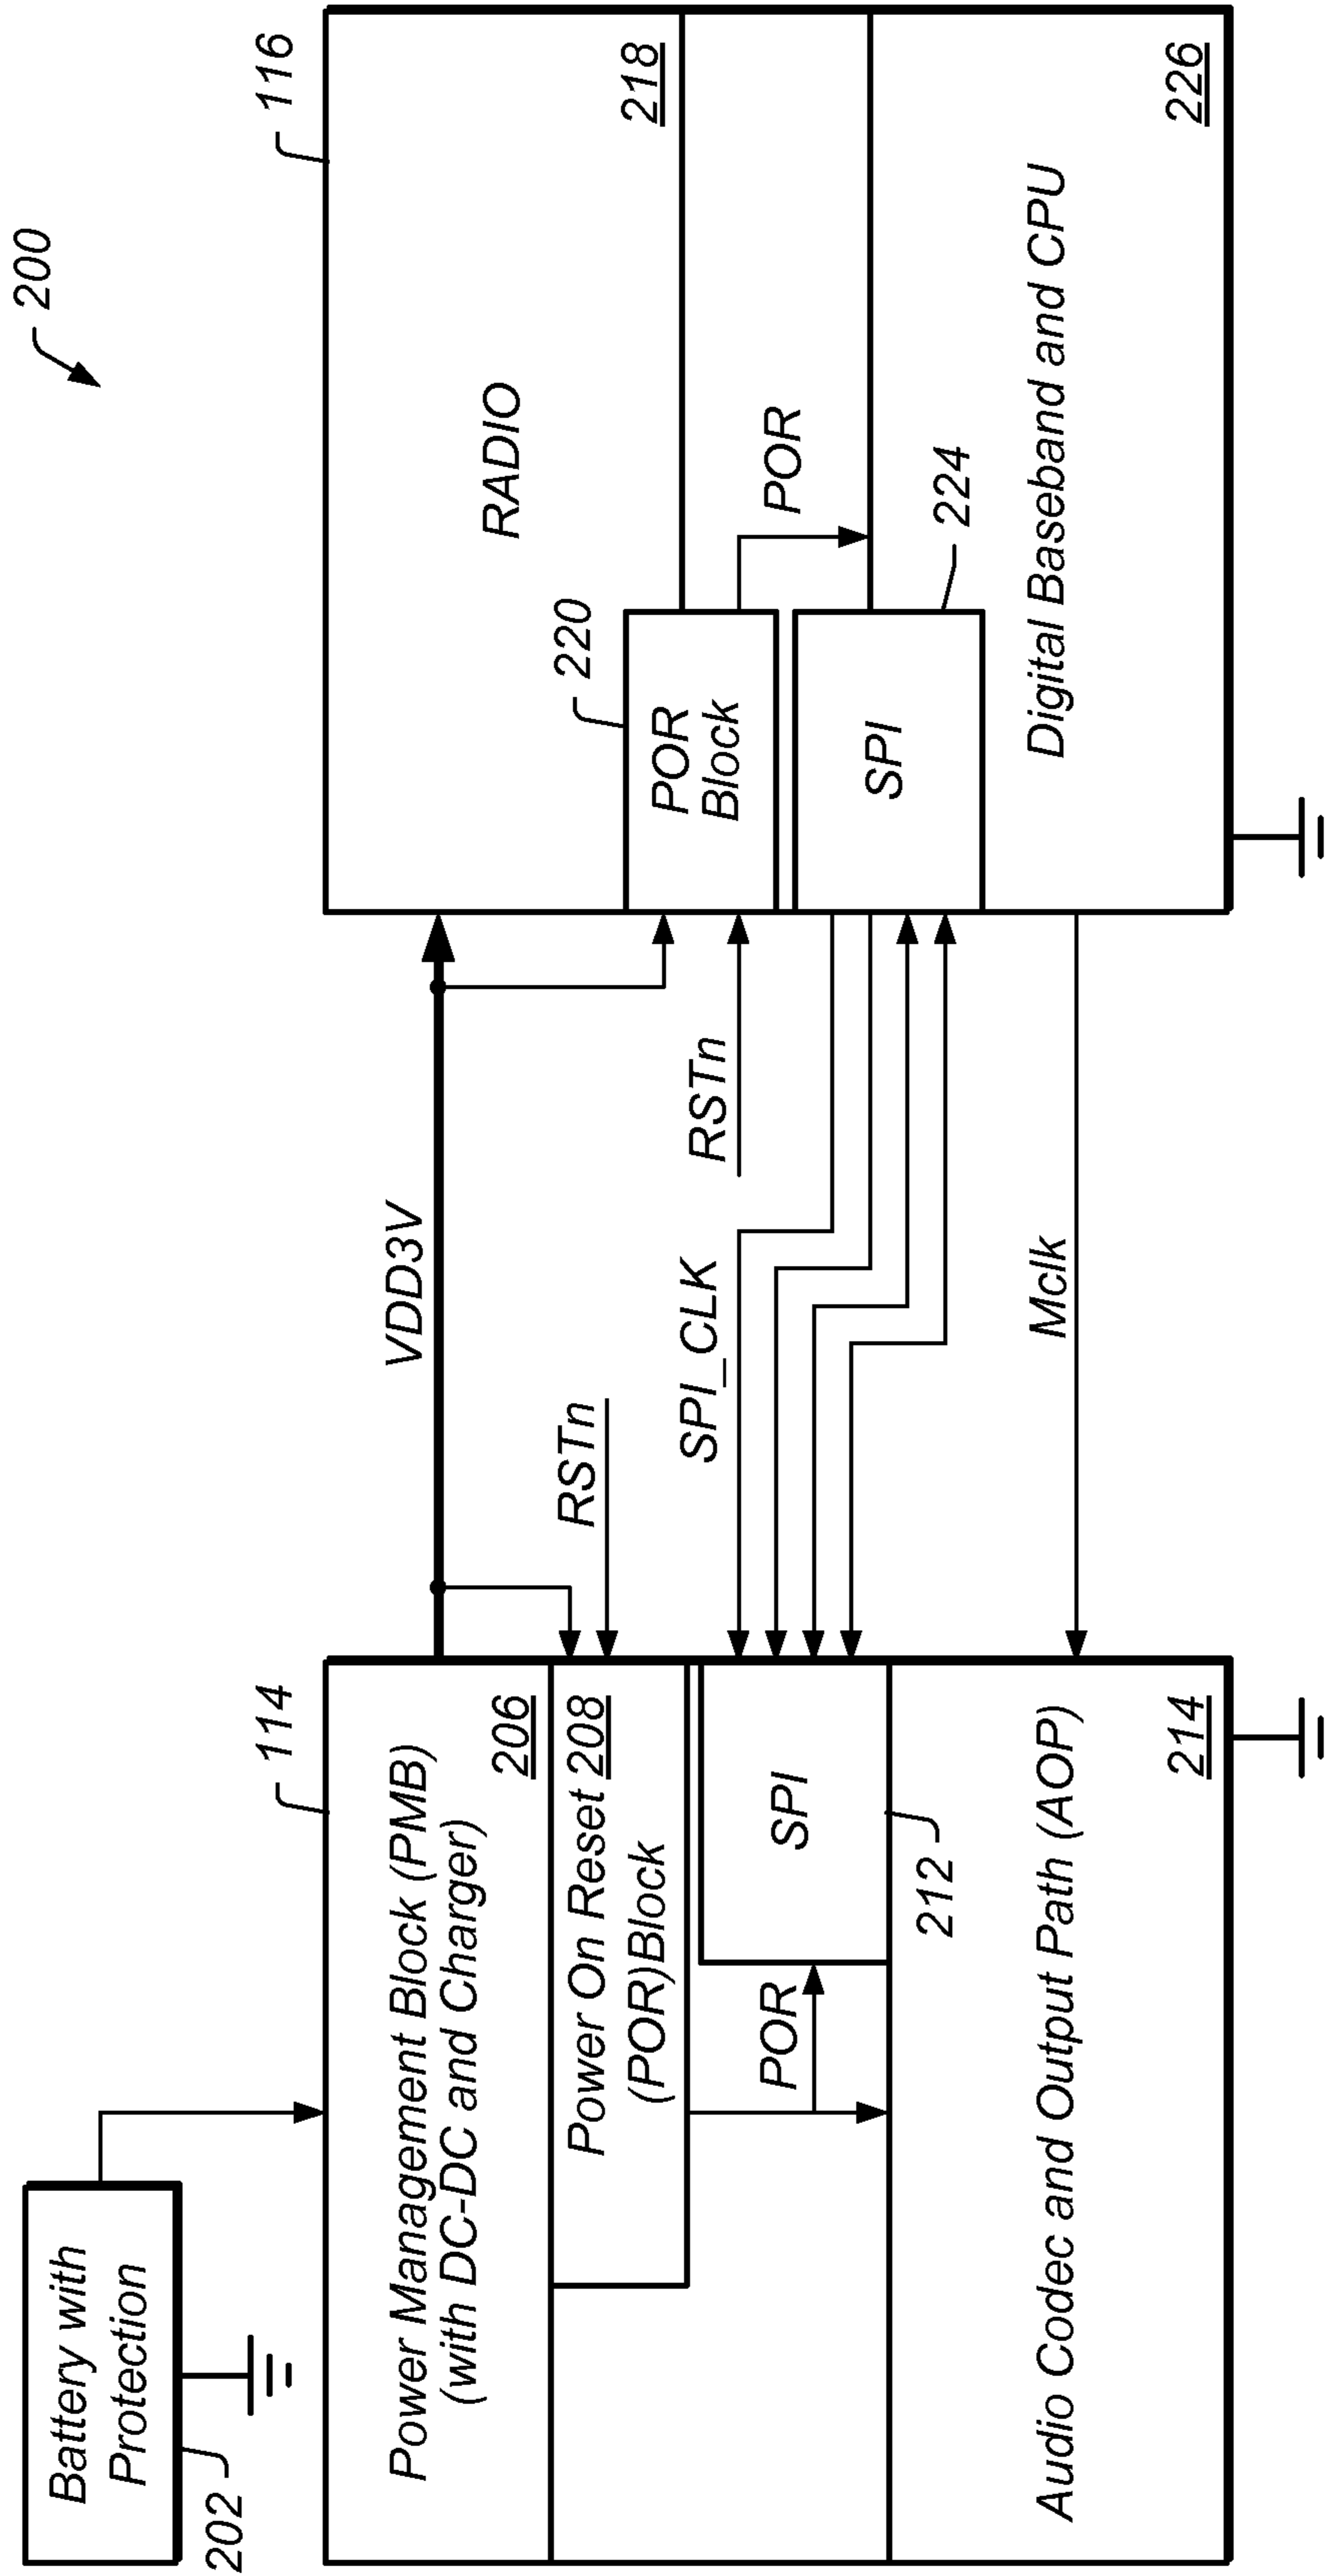 200
Battery with
Protection
202
114
116
Power Management Block (PMB)
(with DC-DC and Charger)
206
Power On Reset 208
(POR)Block
POR
SPI
212
Audio Codec and Output Path (AOP)
214
VDD3V
RSTn
RSTn
SPI_CLK
Mclk
RADIO
218
220
POR
Block
POR
SPI
224
Digital Baseband and CPU
226